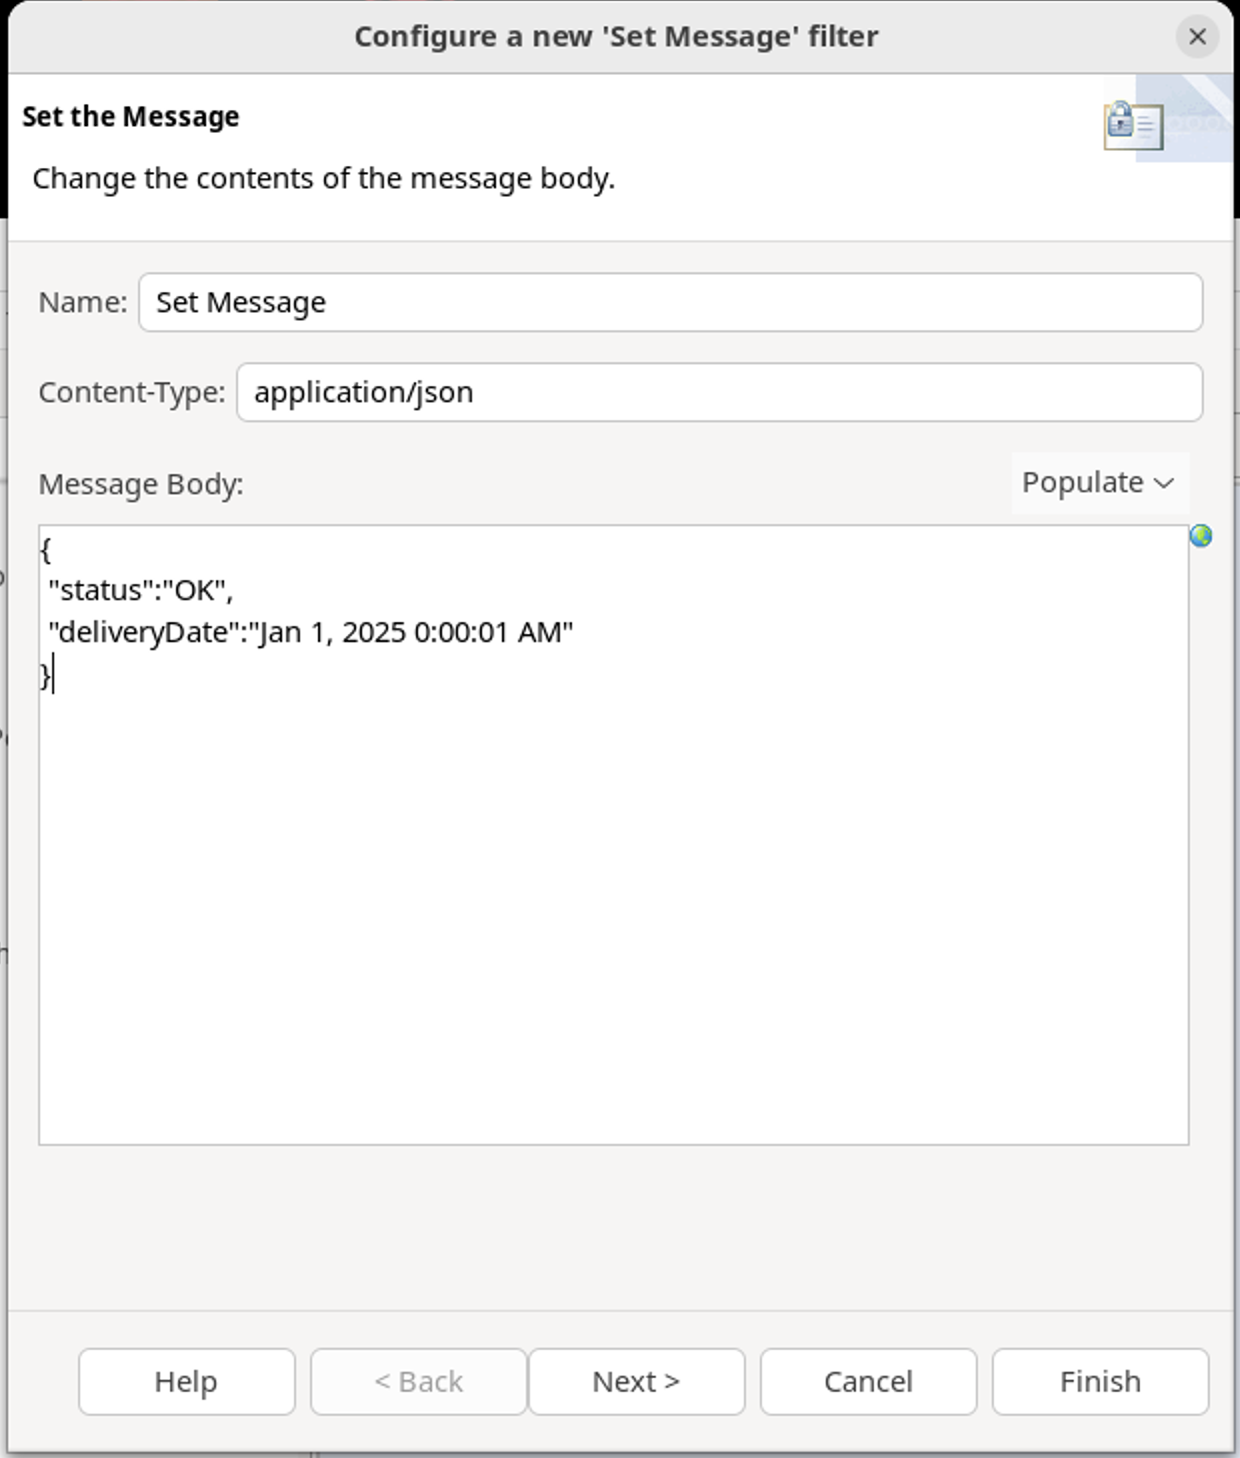 Configure a new 'Set Message' filter
Set the Message
Change the contents of the message body.
Name: Set Message
Content-Type: application/json
Message Body:
Populate
{
"status":"OK",
"deliveryDate":"Jan 1, 2025 0:00:01 AM"
}
Help
< Back
Next >
Cancel
Finish